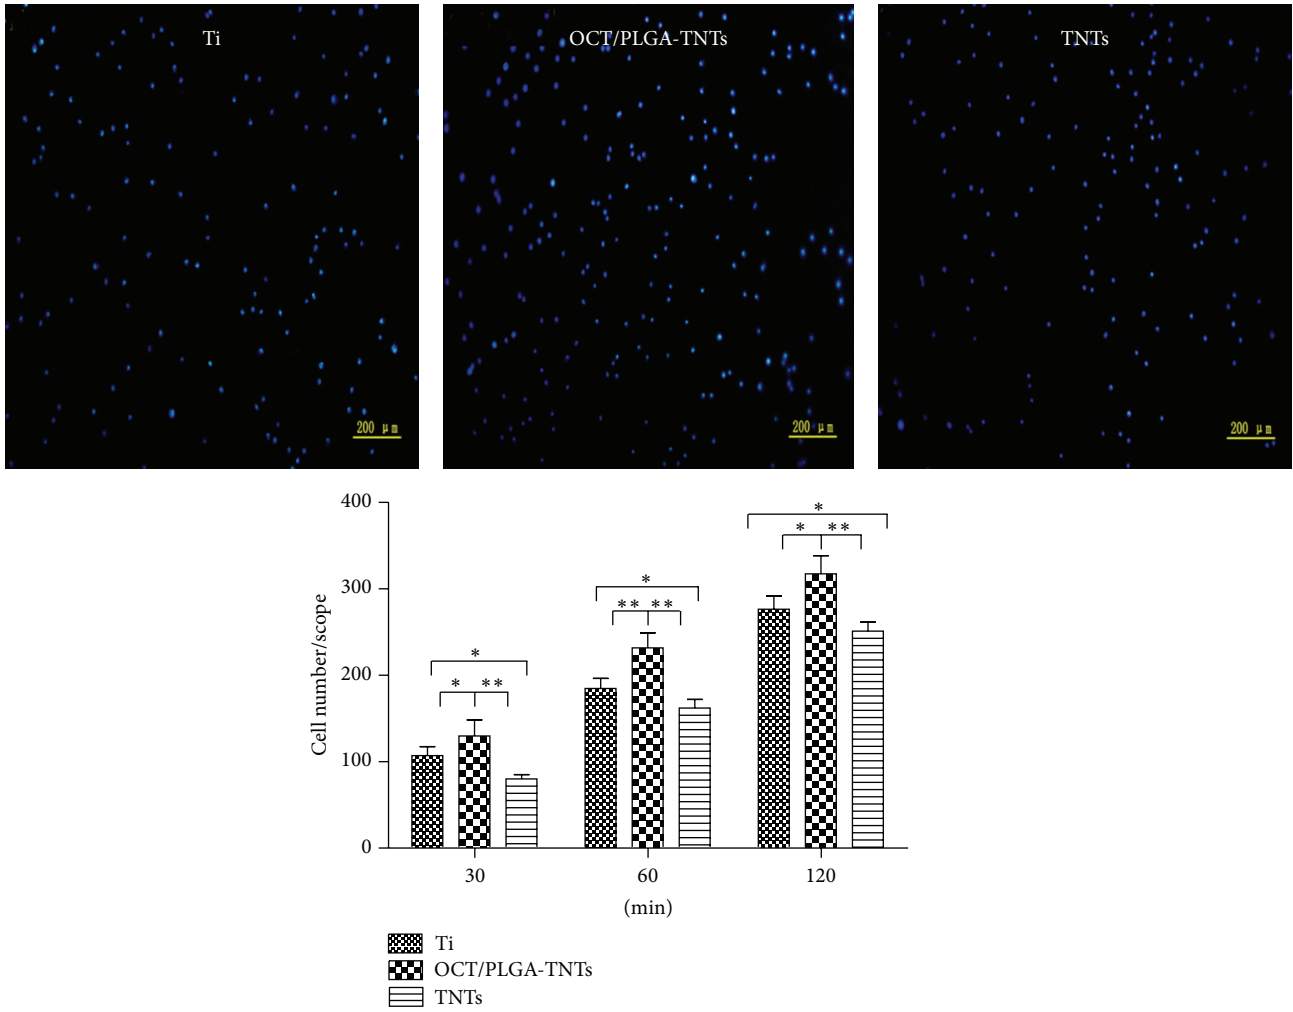 Ti
OCT/PLGA-TNTs
TNTs
200 μm
200 μm
200 μm
400
300
200
100
0
Cell number/scope
*
* **
*
** **
*
* **
30
60
120
(min)
Ti
OCT/PLGA-TNTs
TNTs